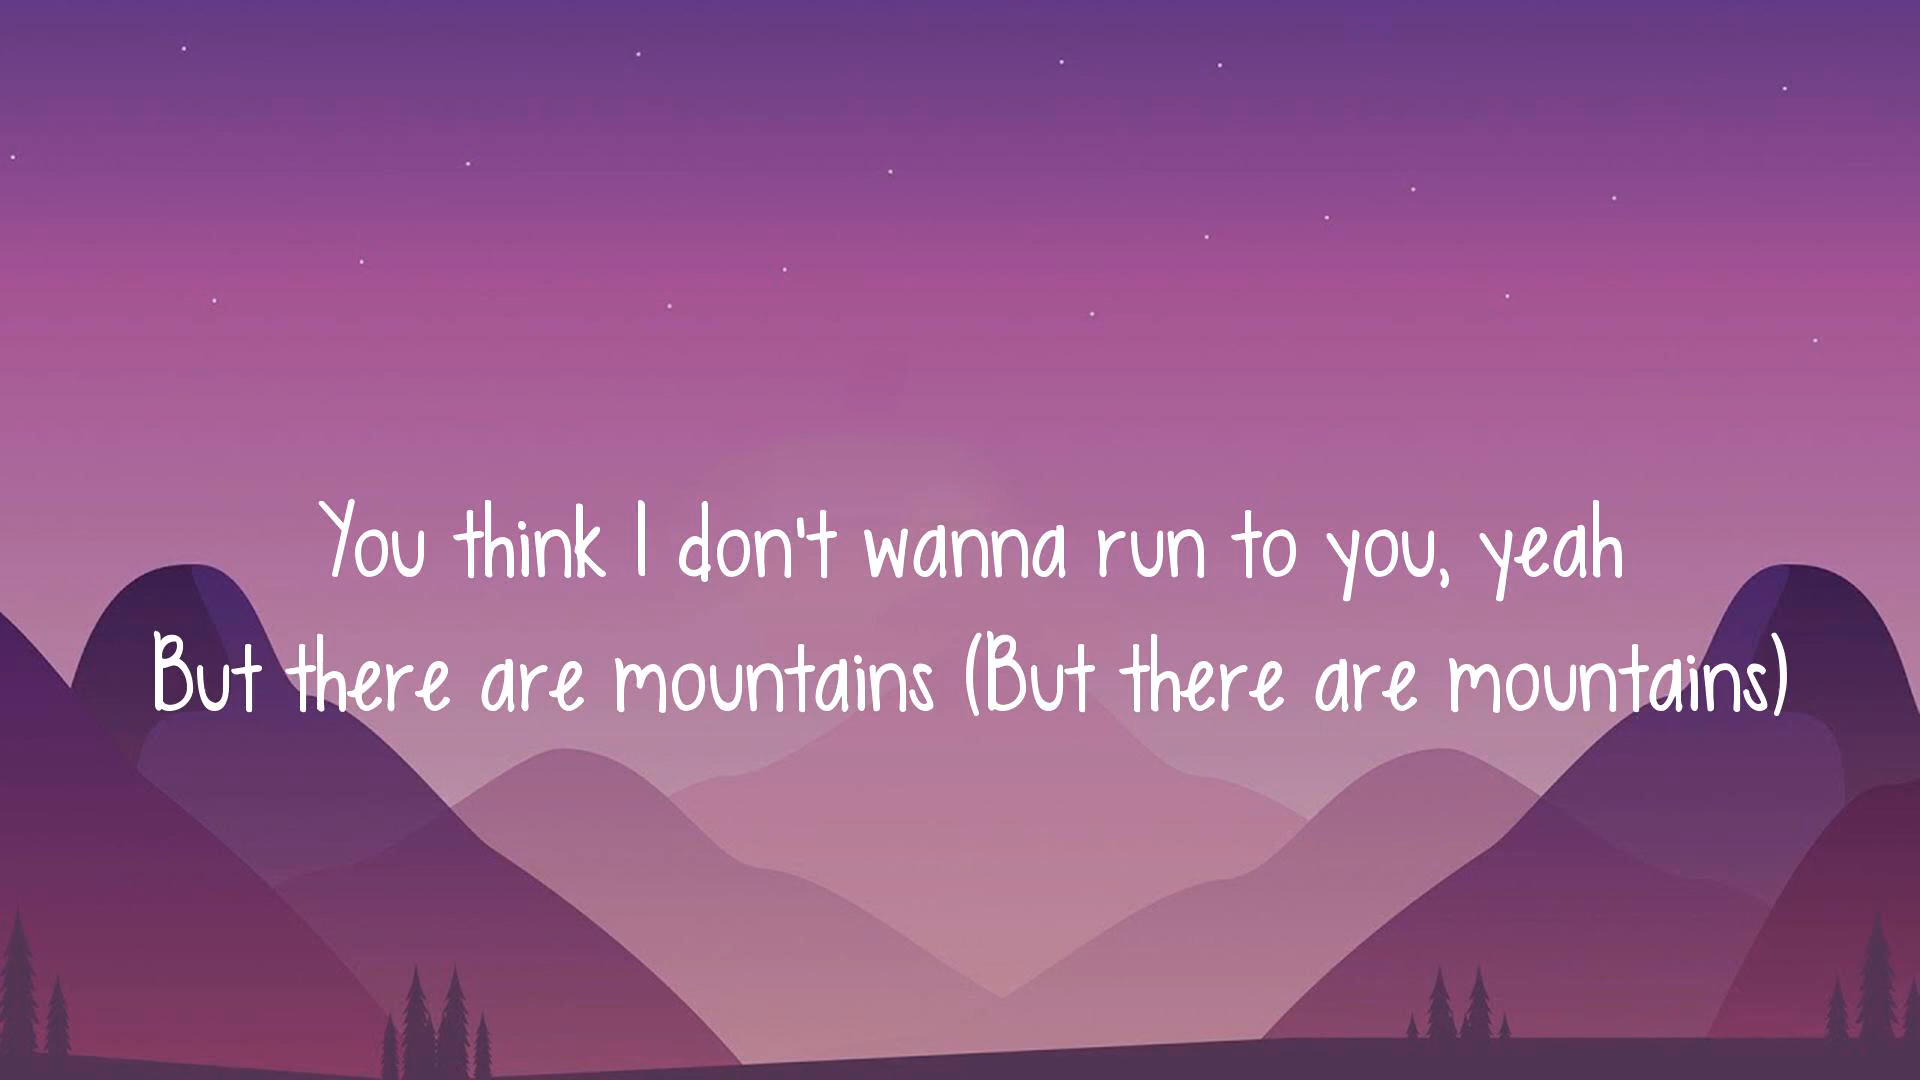 You think I don't wanna run to you, yeah
But there are mountains (But there are mountains)